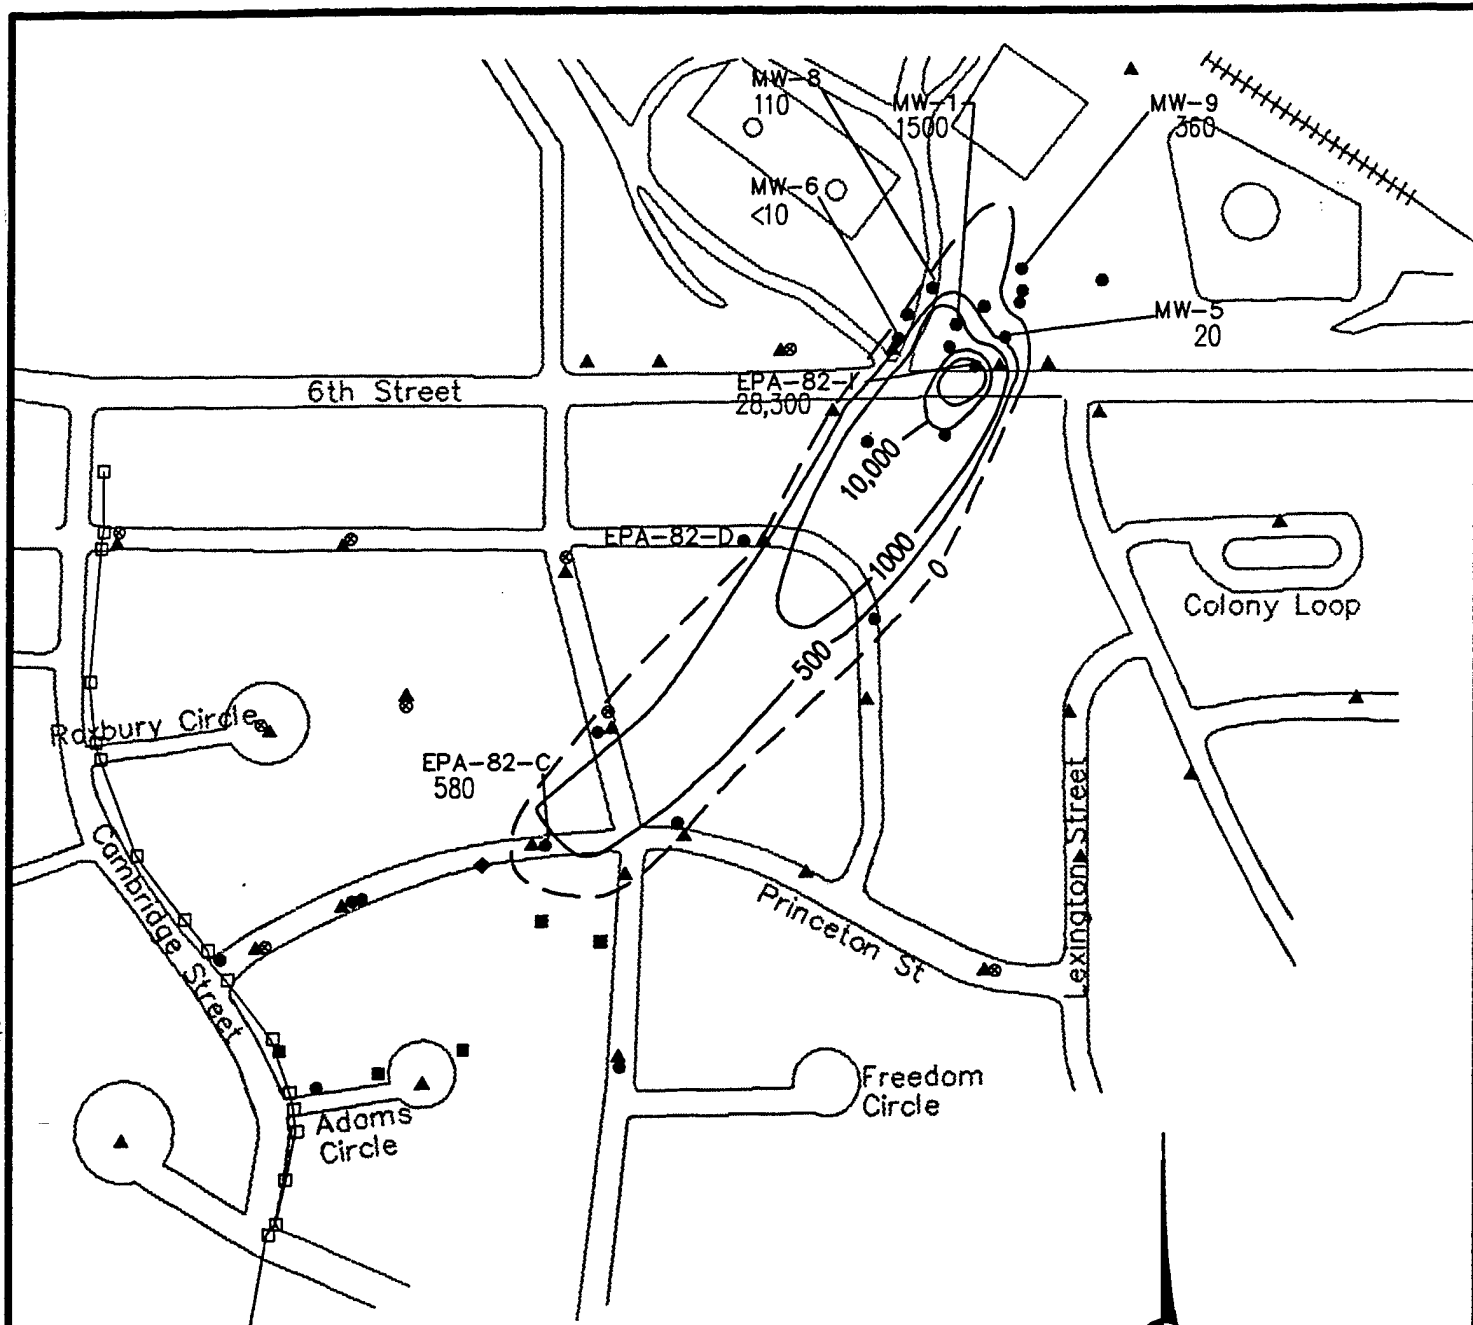 MW-8
110
MW-1
1500
MW-9
360
MW-6
<10
MW-5
20
6th Street
EPA-82-I
28,300
10,000
EPA-82-D
1000
0
Colony Loop
500
Roxbury Circle
EPA-82-C
580
Cambridge Street
Lexington Street
Princeton St
Freedom
Circle
Adams
Circle